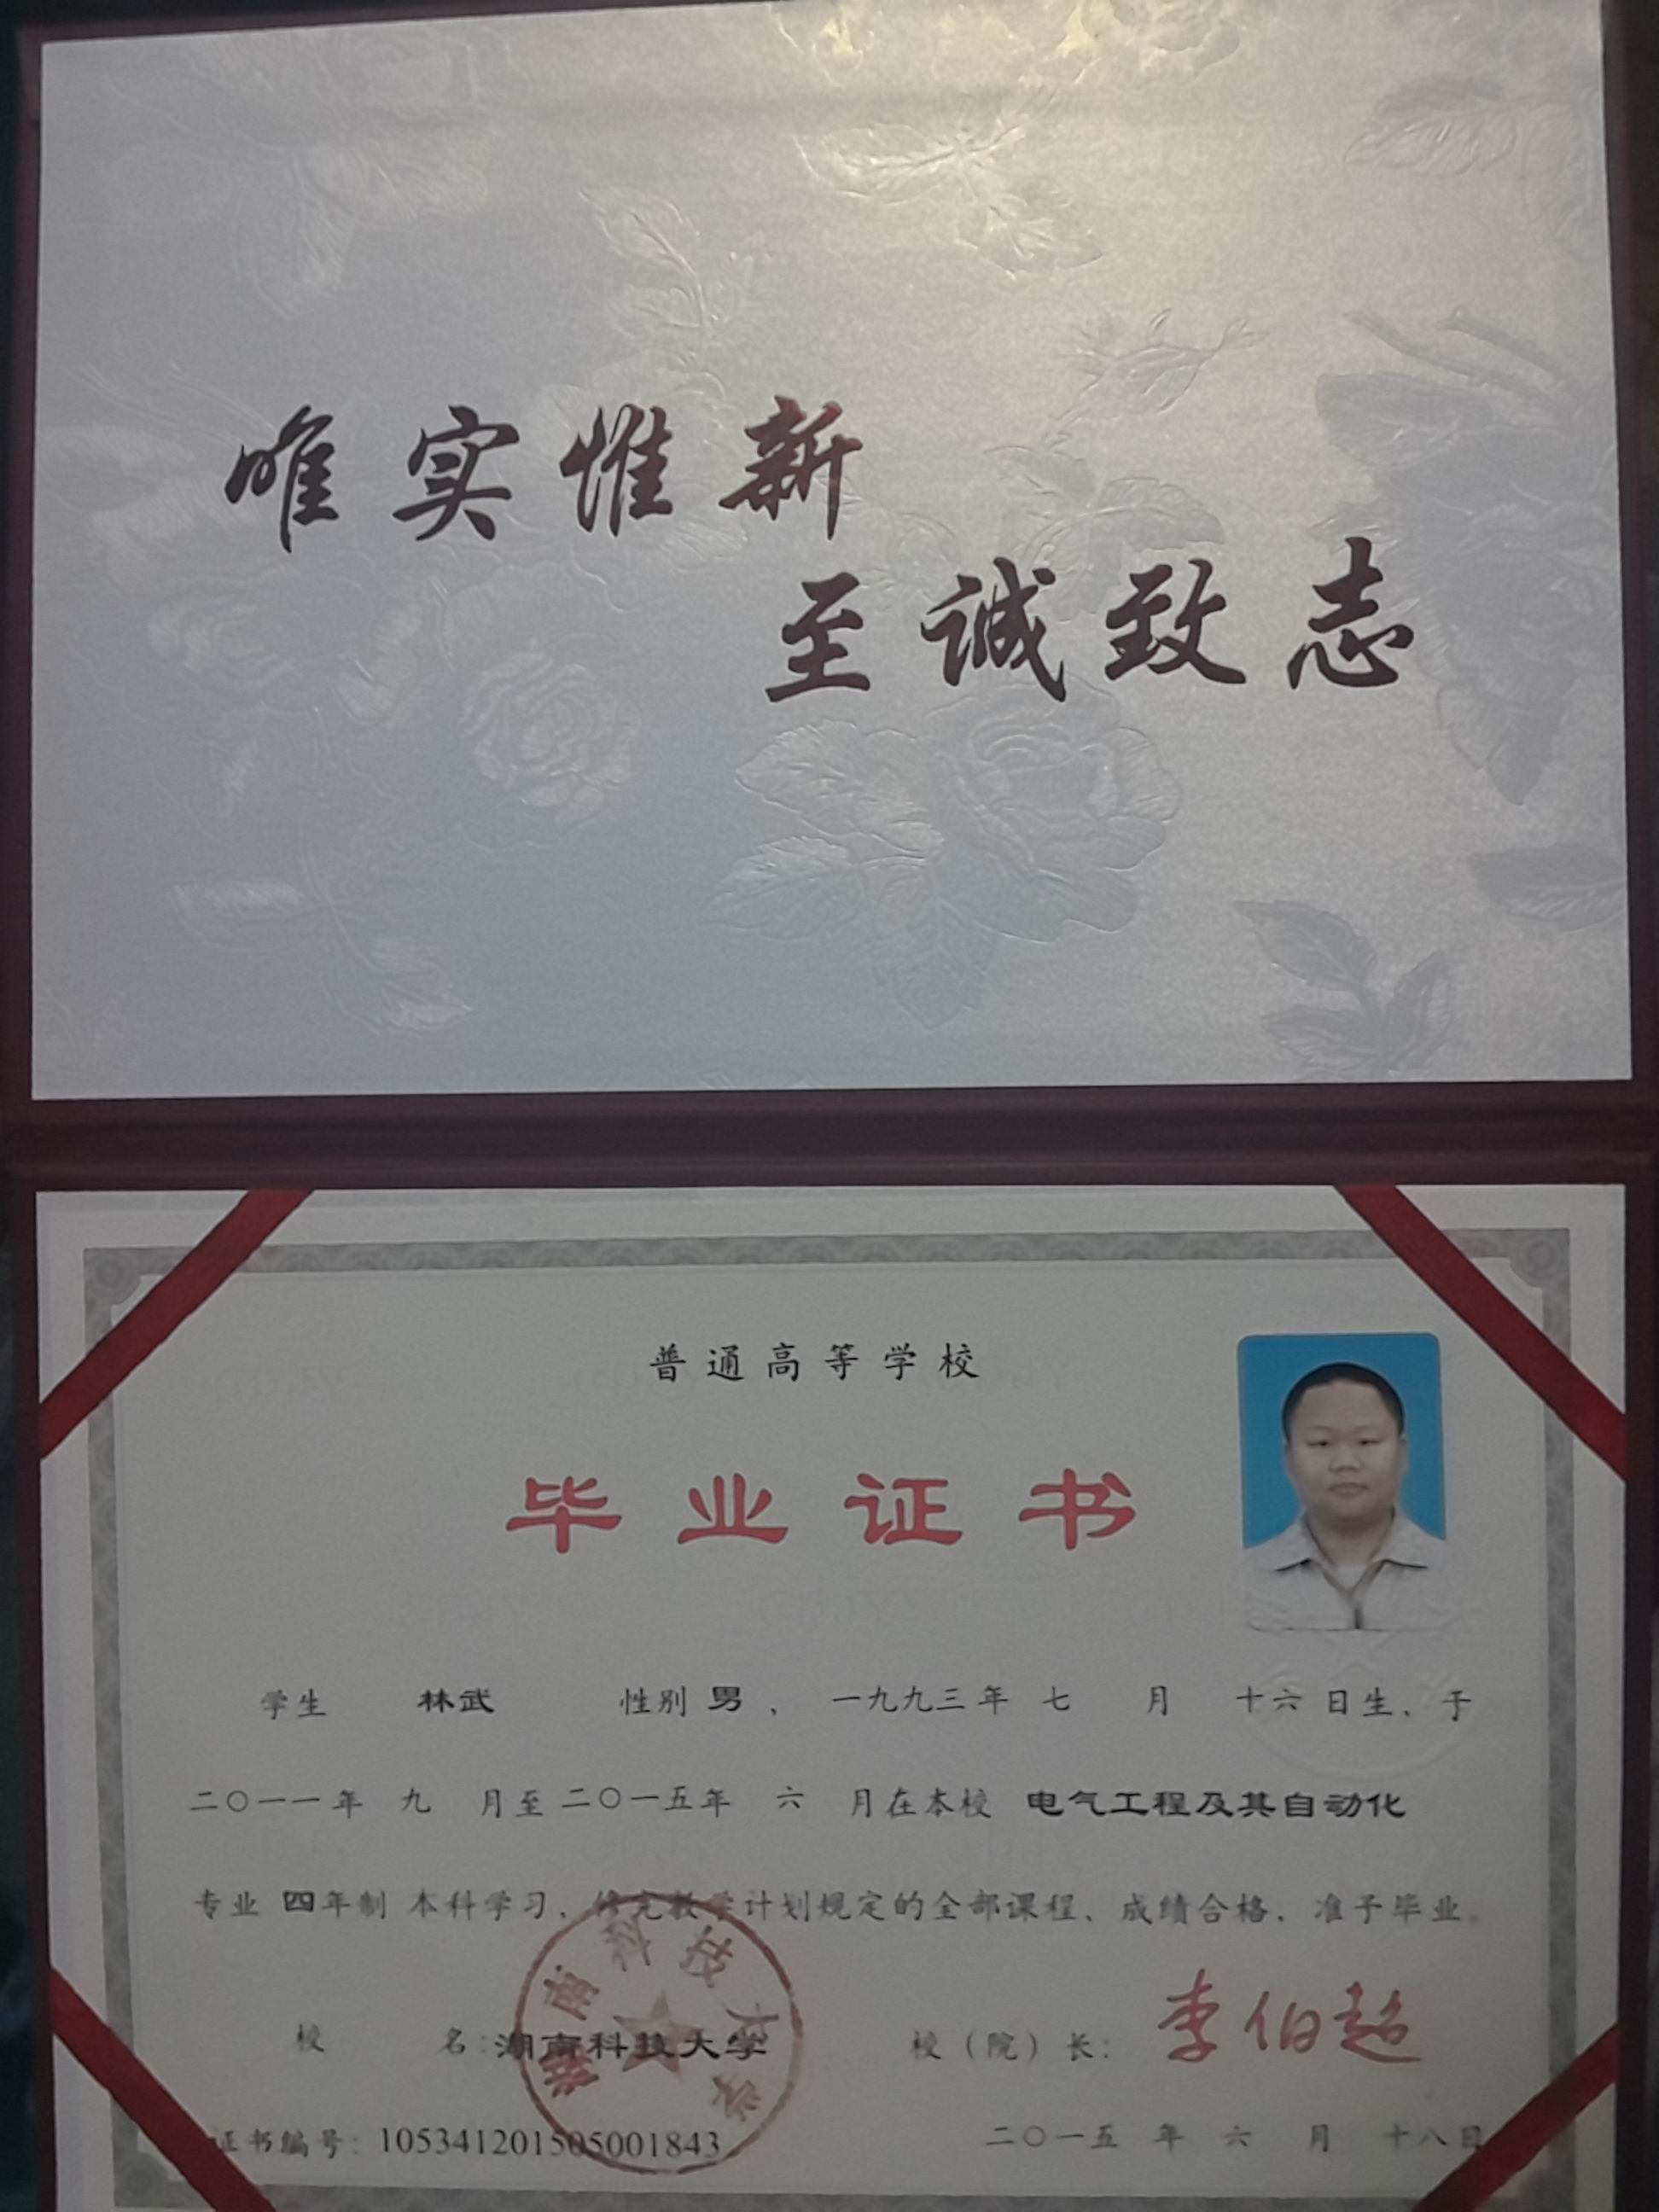 唯实惟新
至诚致志
普通高等学校
毕业证书
学生 林武 性别 男、 一九九三年 七 月 十六 日生、于
二〇一一年 九 月至 二〇一五年 六 月在本校 电气工程及其自动化
专业 四年制 本科学习、修完教学计划规定的全部课程、成绩合格、准予毕业。
校 名: 湖南科技大学 校（院）长: 李伯超
湖南科技大学
证书编号: 105341201505001843 二〇一五 年 六 月 十八日